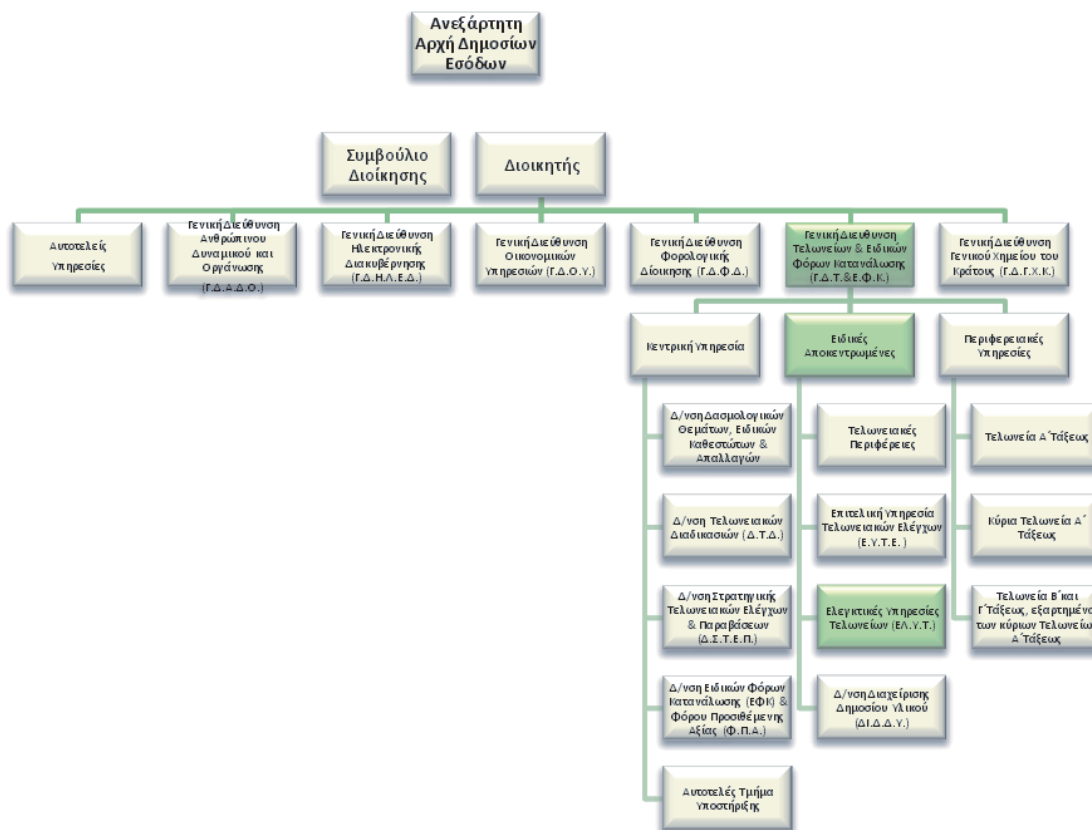 Ανεξάρτητη
Αρχή Δημοσίων
Εσόδων
Συμβούλιο
Διοίκησης
Διοικητής
Αυτοτελείς
Υπηρεσίες
Γενική Διεύθυνση
Ανθρώπινου
Δυναμικού και
Οργάνωσης
(Γ.Δ.Α.Δ.Ο.)
Γενική Διεύθυνση
Ηλεκτρονικής
Διακυβέρνησης
(Γ.Δ.Η.Λ.Ε.Δ.)
Γενική Διεύθυνση
Οικονομικών
Υπηρεσιών (Γ.Δ.Ο.Υ.)
Γενική Διεύθυνση
Φορολογικής
Δίοικησης (Γ.Δ.Φ.Δ.)
Γενική Διευθυνση
Τελωνείων & Ειδικών
Φόρων Κατανάλωσης
(Γ.Δ.Τ.&Ε.Φ.Κ.)
Γενική Διεύθυνση
Γενικού Χημείου του
Κράτους (Γ.Δ.Γ.Χ.Κ.)
Κεντρική Υπηρεσία
Ειδικές
Αποκεντρωμένες
Περιφερειακές
Υπηρεσίες
Δ/νση Δασμολογικών
Θεμάτων, Ειδικών
Καθεστώτων &
Απαλλαγών
Τελωνειακές
Περιφέρειες
Τελωνεία Α΄Τάξεως
Δ/νση Τελωνειακών
Διαδικασιών (Δ.Τ.Δ.)
Επιτελική Υπηρεσία
Τελωνειακών Ελέγχων
(Ε.Υ.Τ.Ε. )
Κύρια Τελωνεία Α΄
Τάξεως
Δ/νση Στρατηγικής
Τελωνειακών Ελέγχων
& Παραβάσεων
(Δ.Σ.Τ.Ε.Π.)
Ελεγκτικές Υπηρεσίες
Τελωνείων (ΕΛ.Υ.Τ.)
Τελωνεία Β΄και
Γ΄Τάξεως, εξαρτημένα
των κύριων Τελωνείων
Α΄Τάξεως
Δ/νση Ειδικών Φόρων
Κατανάλωσης (ΕΦΚ) &
Φόρου Προσιθέμενης
Αξίας (Φ.Π.Α.)
Δ/νση Διαχείρισης
Δημοσίου Υλικού
(ΔΙ.Δ.Δ.Υ.)
Αυτοτελές Τμήμα
Υποστήριξης